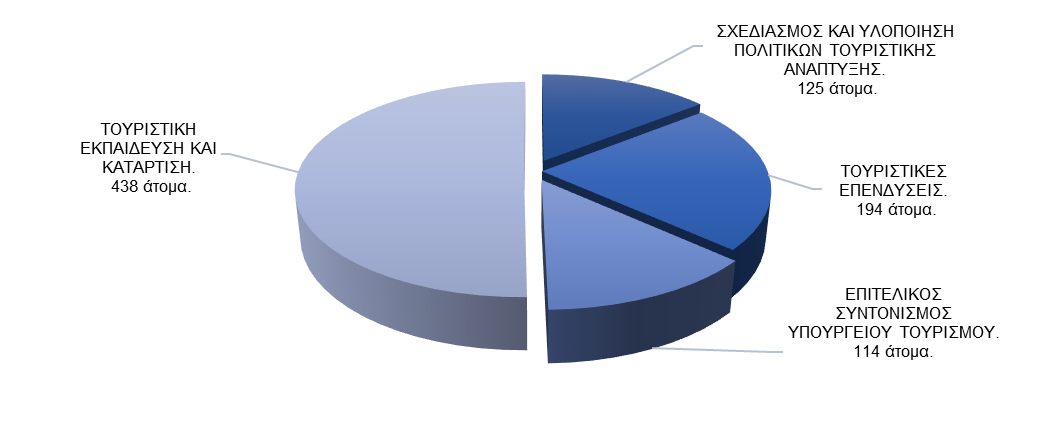 ΣΧΕΔΙΑΣΜΟΣ ΚΑΙ ΥΛΟΠΟΙΗΣΗ
ΠΟΛΙΤΙΚΩΝ ΤΟΥΡΙΣΤΙΚΗΣ
ΑΝΑΠΤΥΞΗΣ.
125 άτομα.
ΤΟΥΡΙΣΤΙΚΗ
ΕΚΠΑΙΔΕΥΣΗ ΚΑΙ
ΚΑΤΑΡΤΙΣΗ.
438 άτομα.
ΤΟΥΡΙΣΤΙΚΕΣ
ΕΠΕΝΔΥΣΕΙΣ.
194 άτομα.
ΕΠΙΤΕΛΙΚΟΣ
ΣΥΝΤΟΝΙΣΜΟΣ
ΥΠΟΥΡΓΕΙΟΥ ΤΟΥΡΙΣΜΟΥ.
114 άτομα.